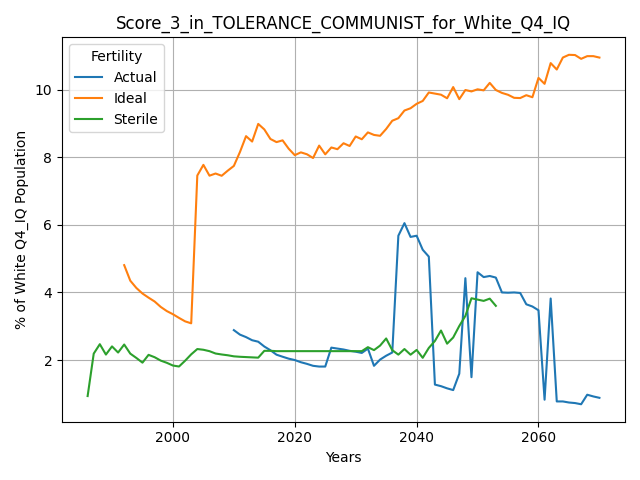 Score_3_in_TOLERANCE_COMMUNIST_for_White_Q4_IQ
Fertility
Actual
Ideal
Sterile
% of White Q4_IQ Population
10
8
6
4
2
2000
2020
2040
2060
Years